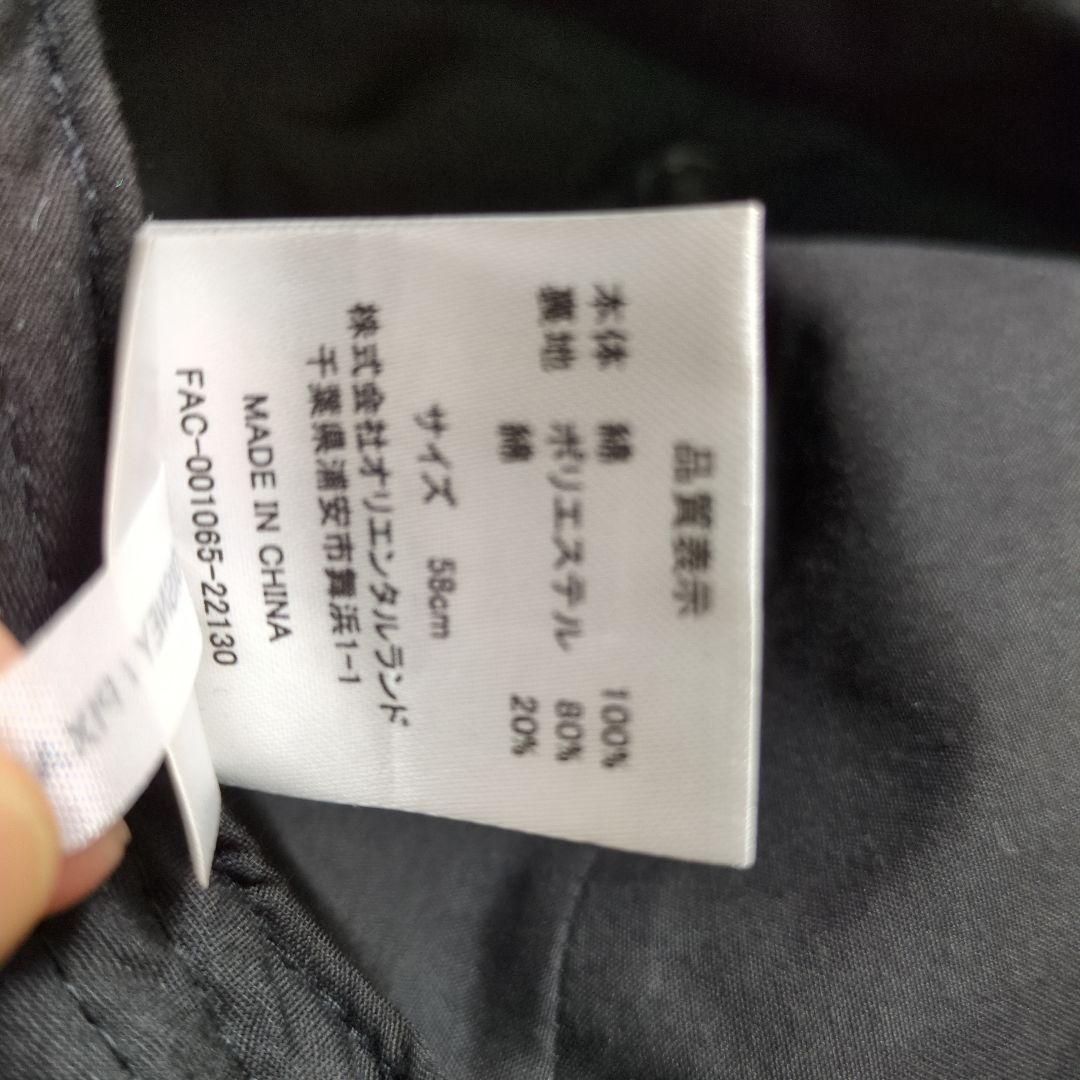 品質表示
本体 綿 100%
裏地 ポリエステル 80%
綿 20%
サイズ 58cm
株式会社オリエンタルランド
千葉県浦安市舞浜1-1
MADE IN CHINA
FAC-001065-22130